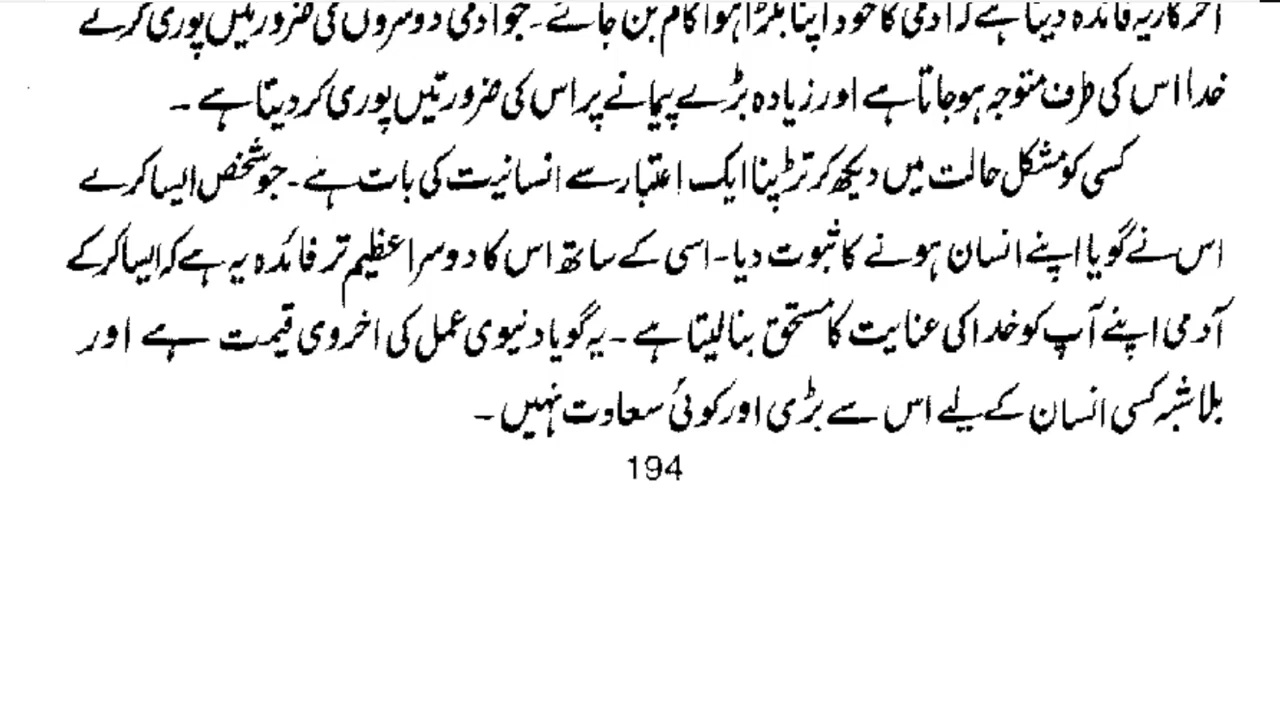 آخر کار یہ فائدہ دیتا ہے کہ آدمی کا خود اپنا بگڑا ہوا کام بن جائے۔ جو آدمی دوسروں کی ضرورتیں پوری کرے
خدا اس کی طرف متوجہ ہو جاتا ہے اور زیادہ بڑے پیمانے پر اس کی ضرورتیں پوری کر دیتا ہے۔
کسی کو مشکل حالت میں دیکھ کر تڑپنا ایک اعتبار سے انسانیت کی بات ہے۔ جو شخص ایسا کرے
اس نے گویا اپنے انسان ہونے کا ثبوت دیا۔ اسی کے ساتھ اس کا دوسرا عظیم تر فائدہ یہ ہے کہ ایسا کر کے
آدمی اپنے آپ کو خدا کی عنایت کا مستحق بنا لیتا ہے۔ یہ گویا دنیوی عمل کی اخروی قیمت ہے اور
بلاشبہ کسی انسان کے لیے اس سے بڑی اور کوئی سعادت نہیں۔
194